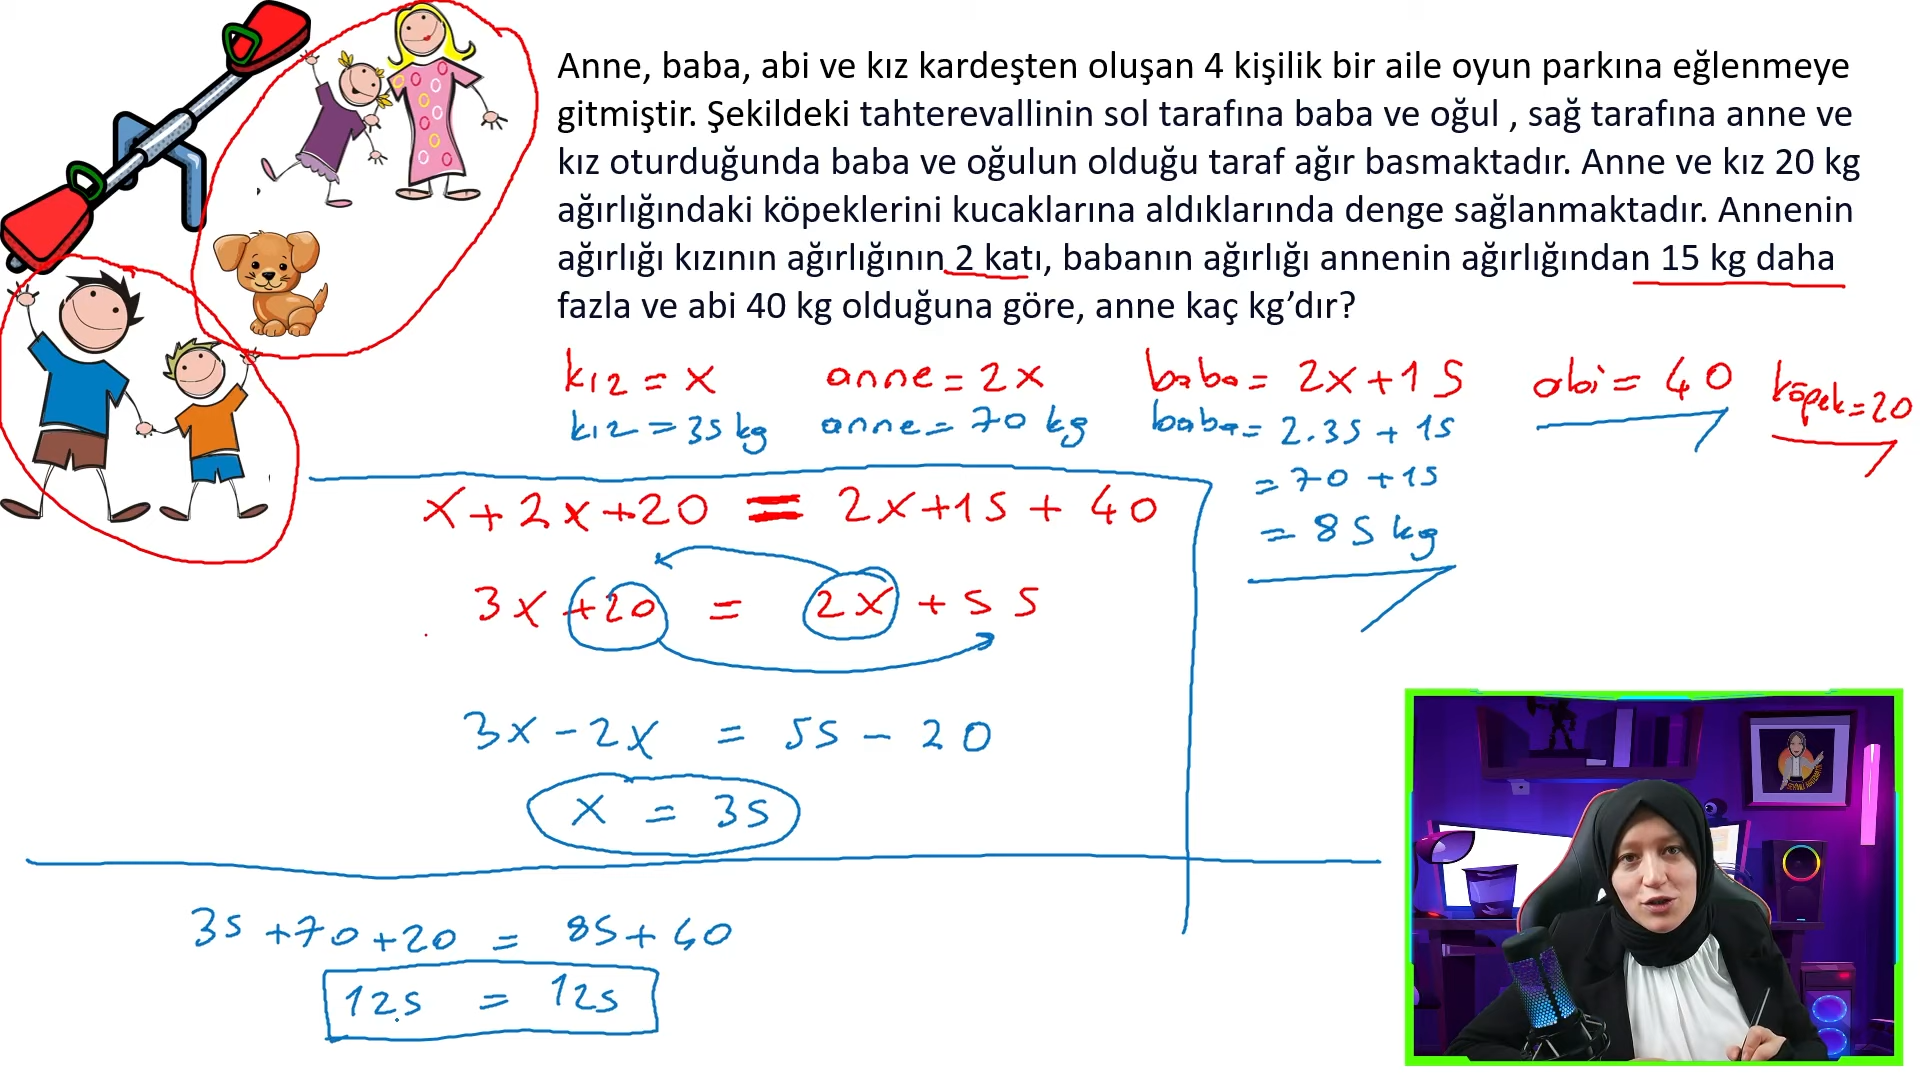 Anne, baba, abi ve kız kardeşten oluşan 4 kişilik bir aile oyun parkına eğlenmeye
gitmiştir. Şekildeki tahterevallinin sol tarafına baba ve oğul , sağ tarafına anne ve
kız oturduğunda baba ve oğulun olduğu taraf ağır basmaktadır. Anne ve kız 20 kg
ağırlığındaki köpeklerini kucaklarına aldıklarında denge sağlanmaktadır. Annenin
ağırlığı kızının ağırlığının 2 katı, babanın ağırlığı annenin ağırlığından 15 kg daha
fazla ve abi 40 kg olduğuna göre, anne kaç kg’dır?
kız = x anne = 2x baba = 2x+15 abi = 40 köpek = 20
kız = 35 kg anne = 70 kg baba = 2.35 + 15
= 70 + 15
= 85 kg
x + 2x + 20 = 2x + 15 + 40
3x + 20 = 2x + 55
3x - 2x = 55 - 20
x = 35
35 + 70 + 20 = 85 + 40
125 = 125